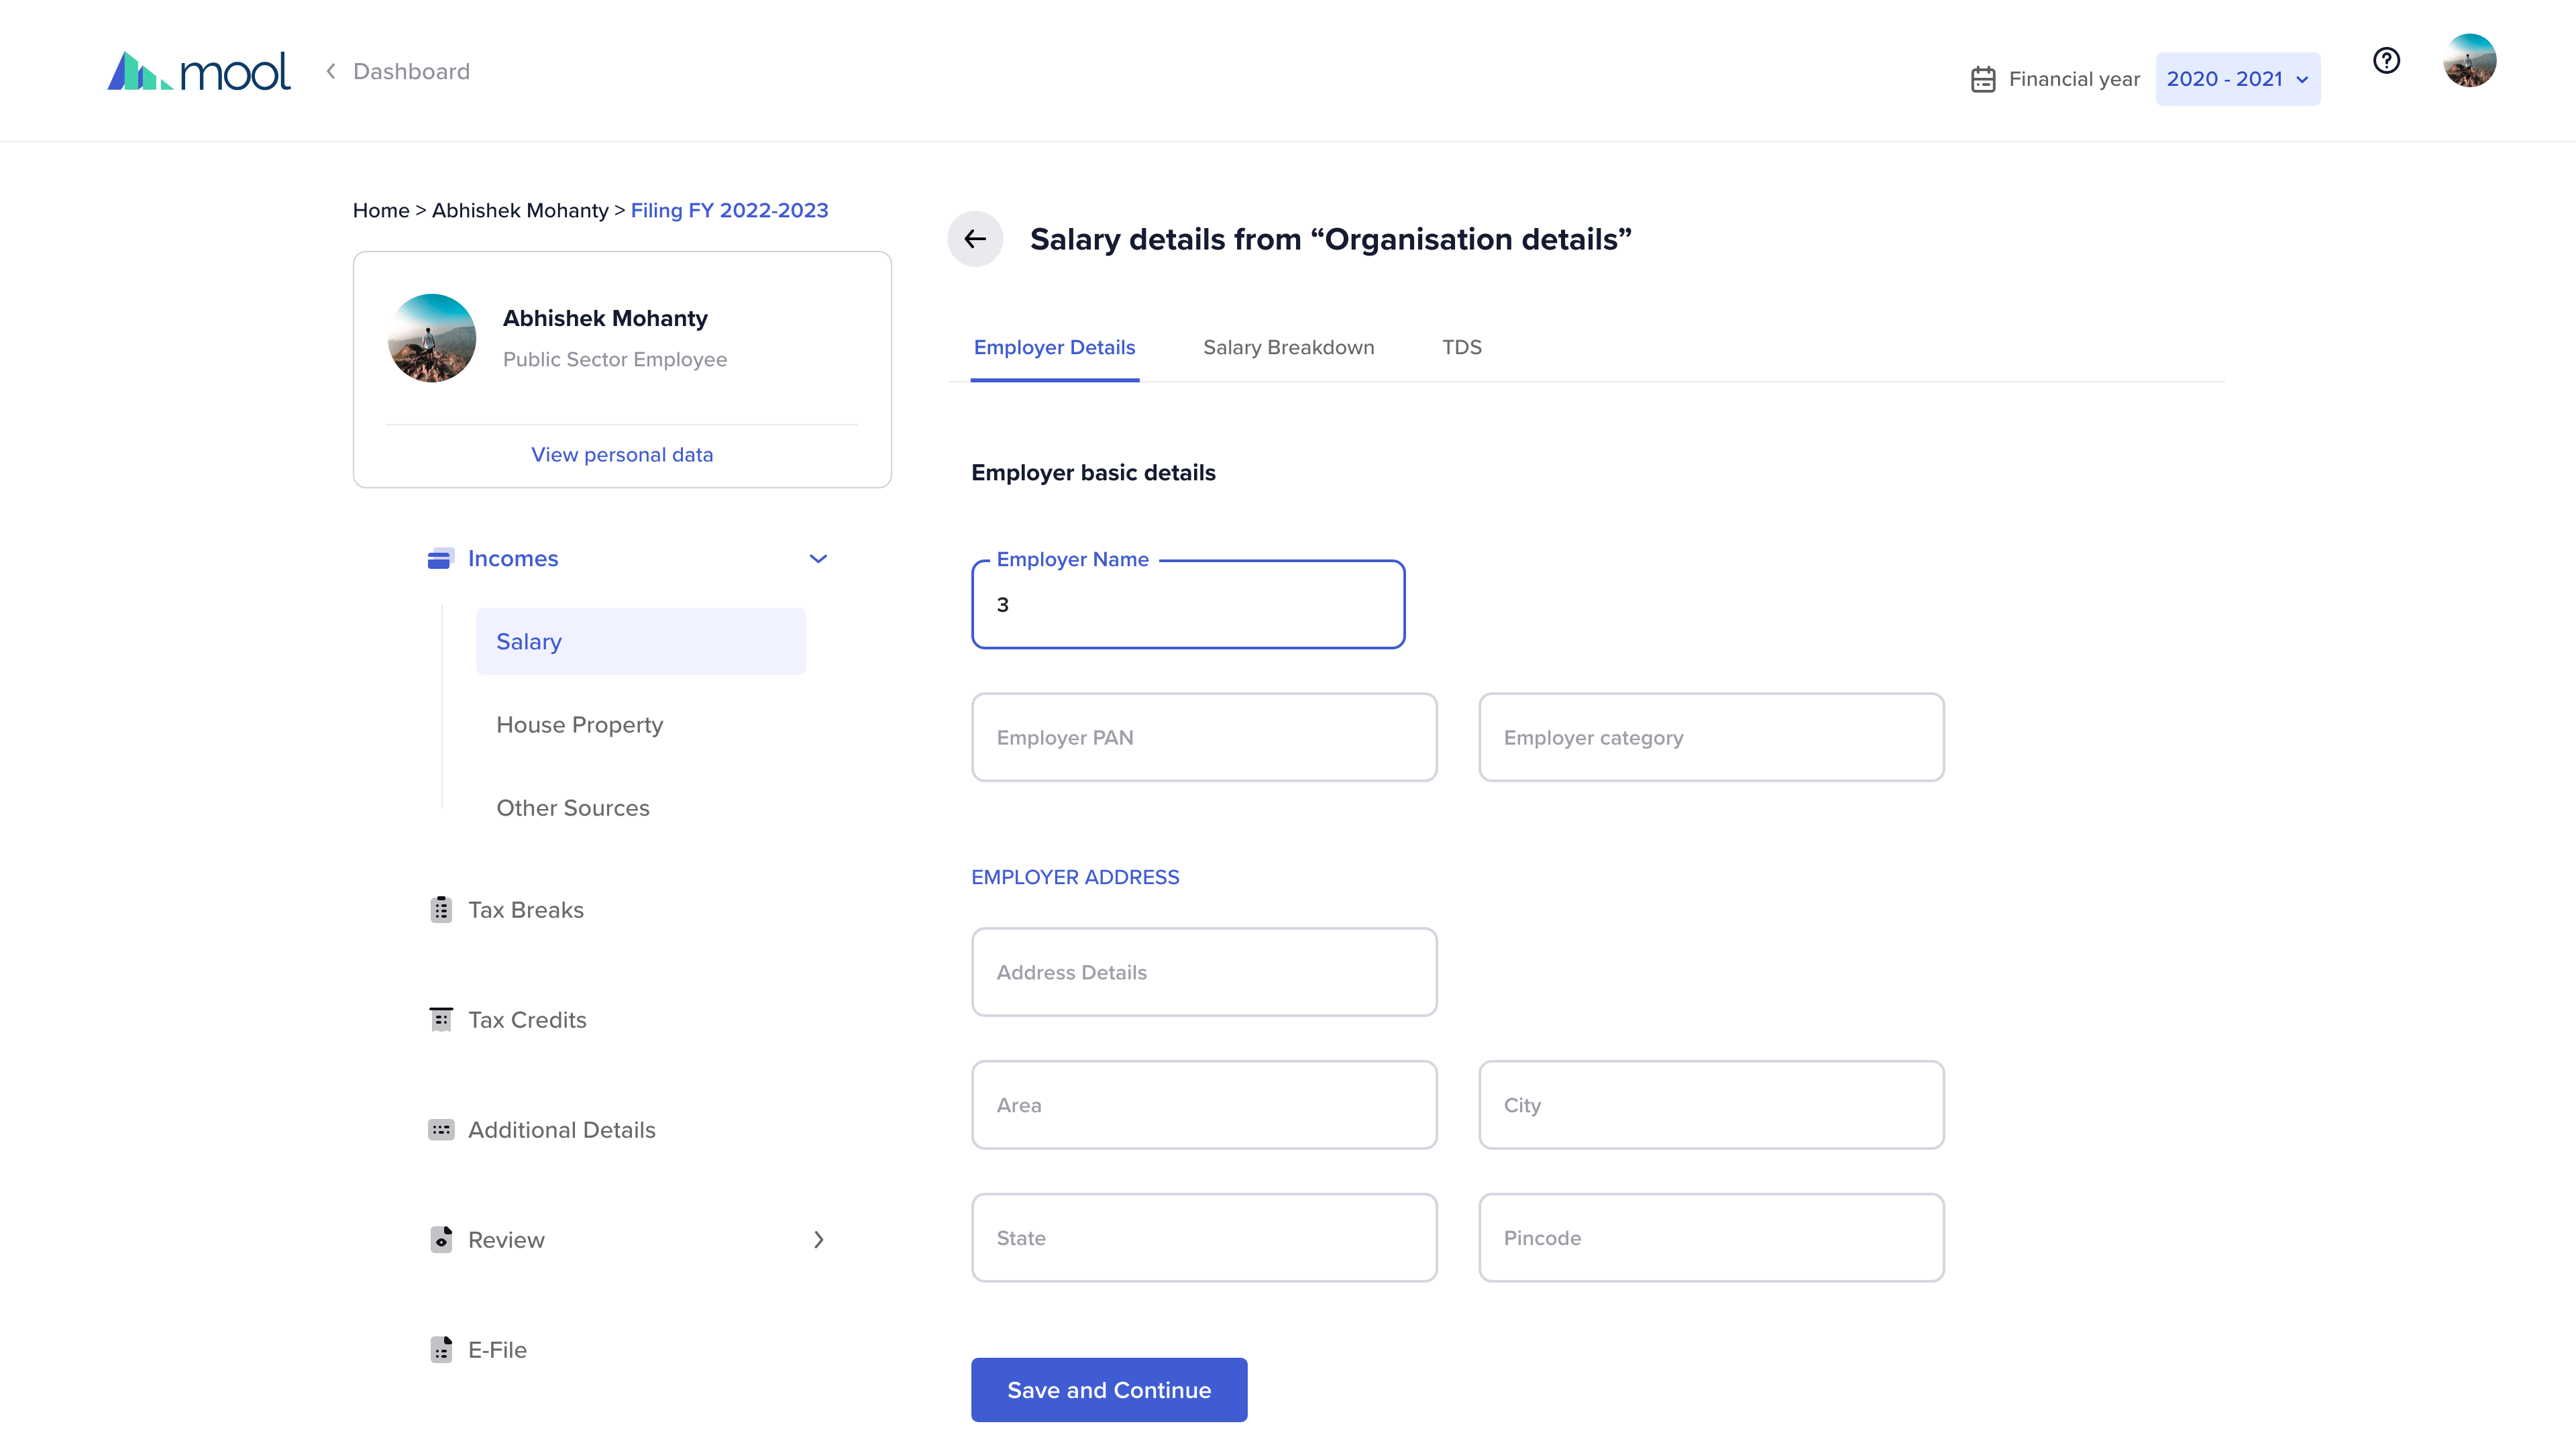 mool
Dashboard
Financial year
2020 - 2021
Home > Abhishek Mohanty > Filing FY 2022-2023
Abhishek Mohanty
Public Sector Employee
View personal data
Incomes
Salary
House Property
Other Sources
Tax Breaks
Tax Credits
Additional Details
Review
E-File
Salary details from “Organisation details”
Employer Details
Salary Breakdown
TDS
Employer basic details
Employer Name
3
Employer PAN
Employer category
EMPLOYER ADDRESS
Address Details
Area
City
State
Pincode
Save and Continue